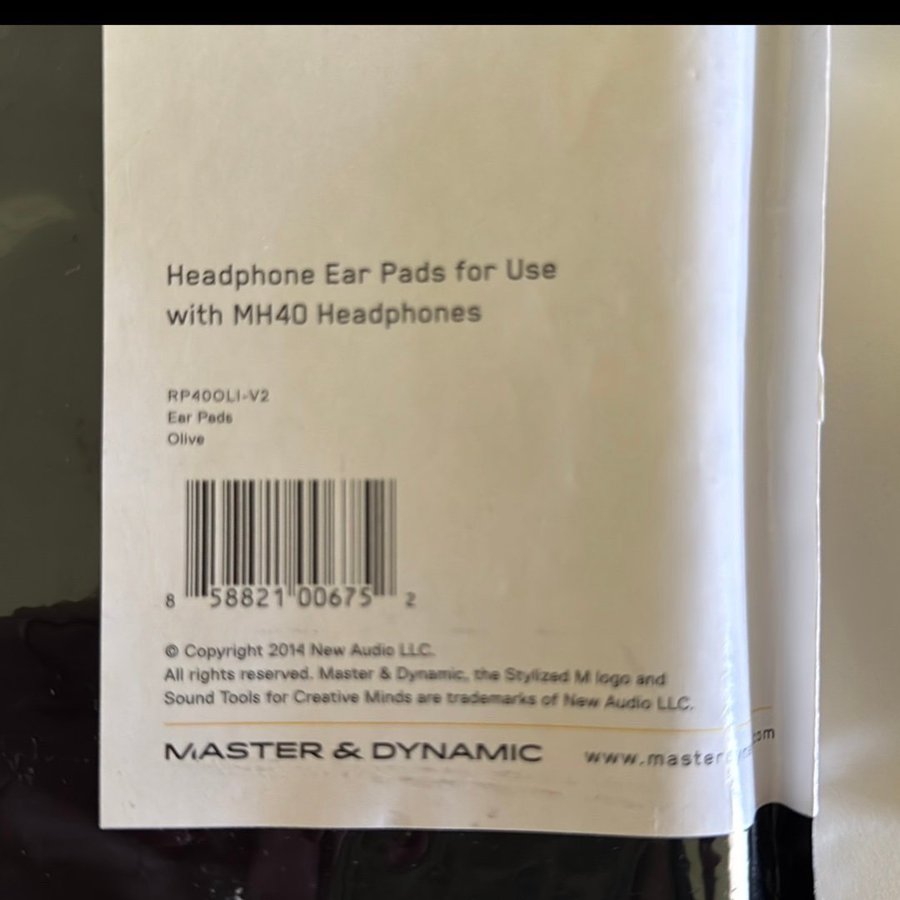 Headphone Ear Pads for Use
with MH40 Headphones
RP40OLI-V2
Ear Pads
Olive
8 58821 00675 2
© Copyright 2014 New Audio LLC.
All rights reserved. Master & Dynamic, the Stylized M logo and
Sound Tools for Creative Minds are trademarks of New Audio LLC.
MASTER & DYNAMIC